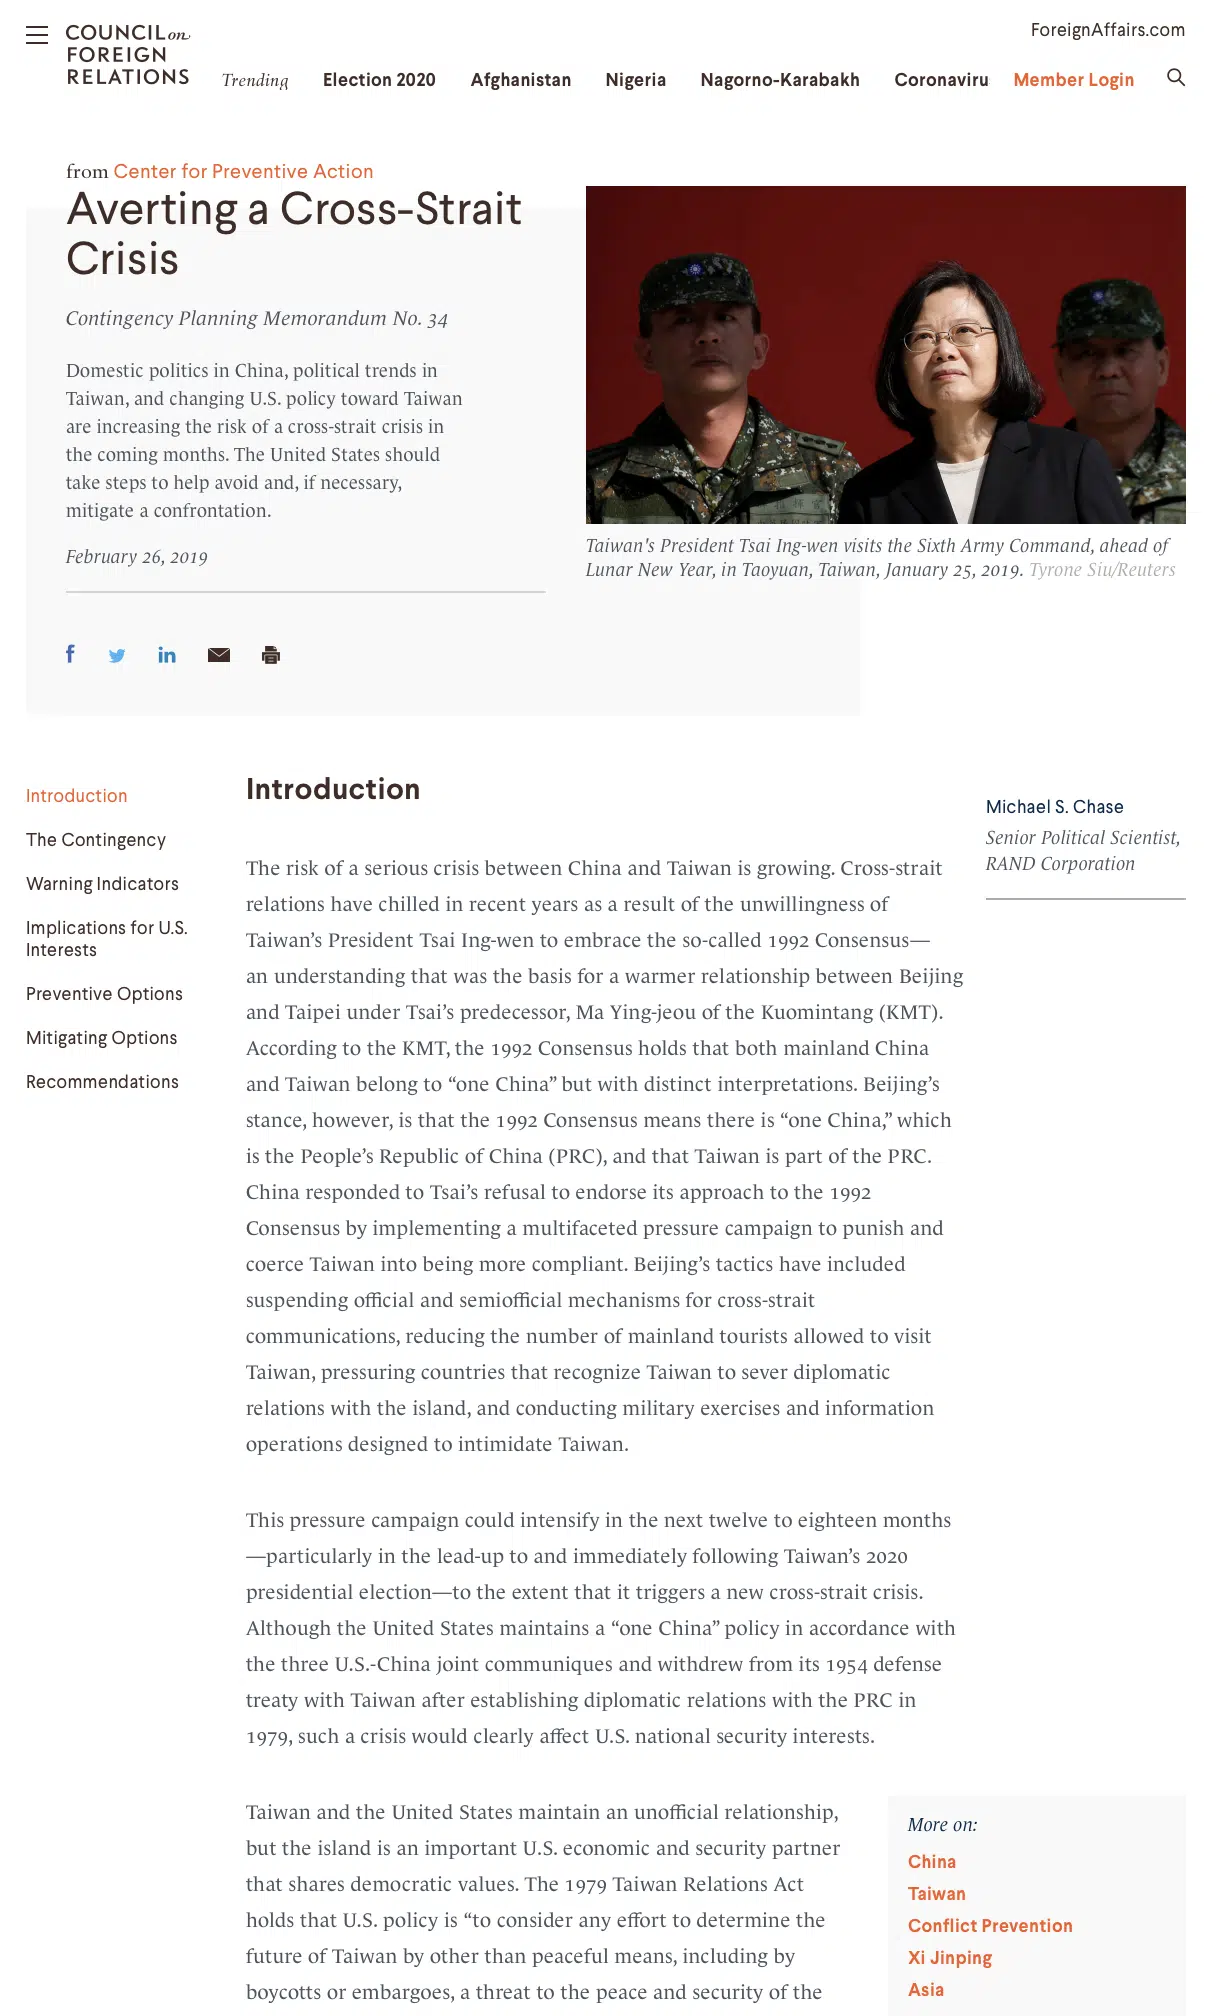 COUNCIL on
FOREIGN
RELATIONS
ForeignAffairs.com
Trending Election 2020 Afghanistan Nigeria Nagorno-Karabakh Coronaviru Member Login
from Center for Preventive Action
Averting a Cross-Strait
Crisis
Contingency Planning Memorandum No. 34
Domestic politics in China, political trends in
Taiwan, and changing U.S. policy toward Taiwan
are increasing the risk of a cross-strait crisis in
the coming months. The United States should
take steps to help avoid and, if necessary,
mitigate a confrontation.
February 26, 2019
Taiwan's President Tsai Ing-wen visits the Sixth Army Command, ahead of
Lunar New Year, in Taoyuan, Taiwan, January 25, 2019. Tyrone Siu/Reuters
Introduction
The Contingency
Warning Indicators
Implications for U.S.
Interests
Preventive Options
Mitigating Options
Recommendations
Introduction
The risk of a serious crisis between China and Taiwan is growing. Cross-strait
relations have chilled in recent years as a result of the unwillingness of
Taiwan’s President Tsai Ing-wen to embrace the so-called 1992 Consensus—
an understanding that was the basis for a warmer relationship between Beijing
and Taipei under Tsai’s predecessor, Ma Ying-jeou of the Kuomintang (KMT).
According to the KMT, the 1992 Consensus holds that both mainland China
and Taiwan belong to “one China” but with distinct interpretations. Beijing’s
stance, however, is that the 1992 Consensus means there is “one China,” which
is the People’s Republic of China (PRC), and that Taiwan is part of the PRC.
China responded to Tsai’s refusal to endorse its approach to the 1992
Consensus by implementing a multifaceted pressure campaign to punish and
coerce Taiwan into being more compliant. Beijing’s tactics have included
suspending official and semiofficial mechanisms for cross-strait
communications, reducing the number of mainland tourists allowed to visit
Taiwan, pressuring countries that recognize Taiwan to sever diplomatic
relations with the island, and conducting military exercises and information
operations designed to intimidate Taiwan.
This pressure campaign could intensify in the next twelve to eighteen months
—particularly in the lead-up to and immediately following Taiwan’s 2020
presidential election—to the extent that it triggers a new cross-strait crisis.
Although the United States maintains a “one China” policy in accordance with
the three U.S.-China joint communiques and withdrew from its 1954 defense
treaty with Taiwan after establishing diplomatic relations with the PRC in
1979, such a crisis would clearly affect U.S. national security interests.
Taiwan and the United States maintain an unofficial relationship,
but the island is an important U.S. economic and security partner
that shares democratic values. The 1979 Taiwan Relations Act
holds that U.S. policy is “to consider any effort to determine the
future of Taiwan by other than peaceful means, including by
boycotts or embargoes, a threat to the peace and security of the
Michael S. Chase
Senior Political Scientist,
RAND Corporation
More on:
China
Taiwan
Conflict Prevention
Xi Jinping
Asia